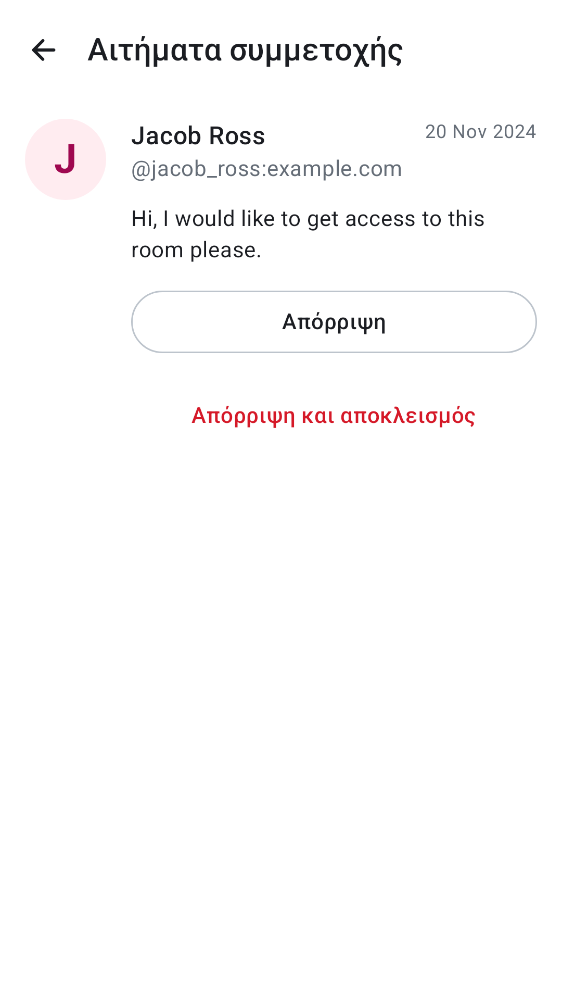 Αιτήματα συμμετοχής
J
Jacob Ross
20 Nov 2024
@jacob_ross:example.com
Hi, I would like to get access to this
room please.
Απόρριψη
Απόρριψη και αποκλεισμός